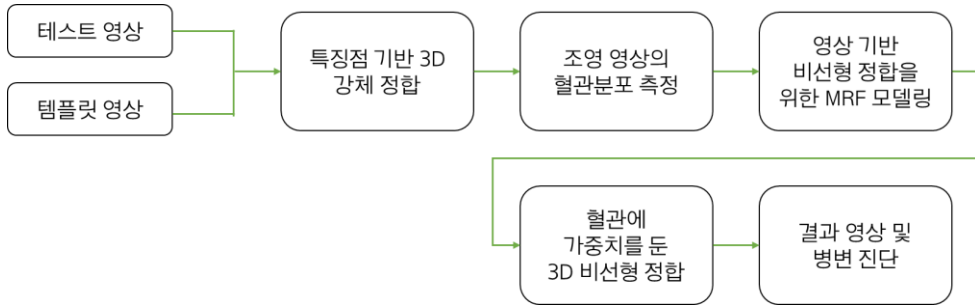 테스트 영상
템플릿 영상
특징점 기반 3D
강체 정합
조영 영상의
혈관분포 측정
영상 기반
비선형 정합을
위한 MRF 모델링
혈관에
가중치를 둔
3D 비선형 정합
결과 영상 및
병변 진단